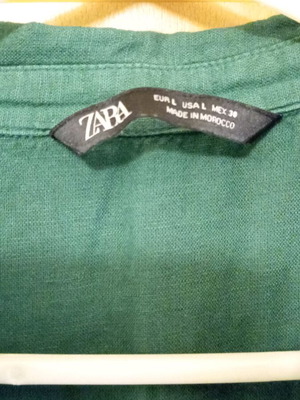 ZARA
EUR L USA L MEX 30
MADE IN MOROCCO